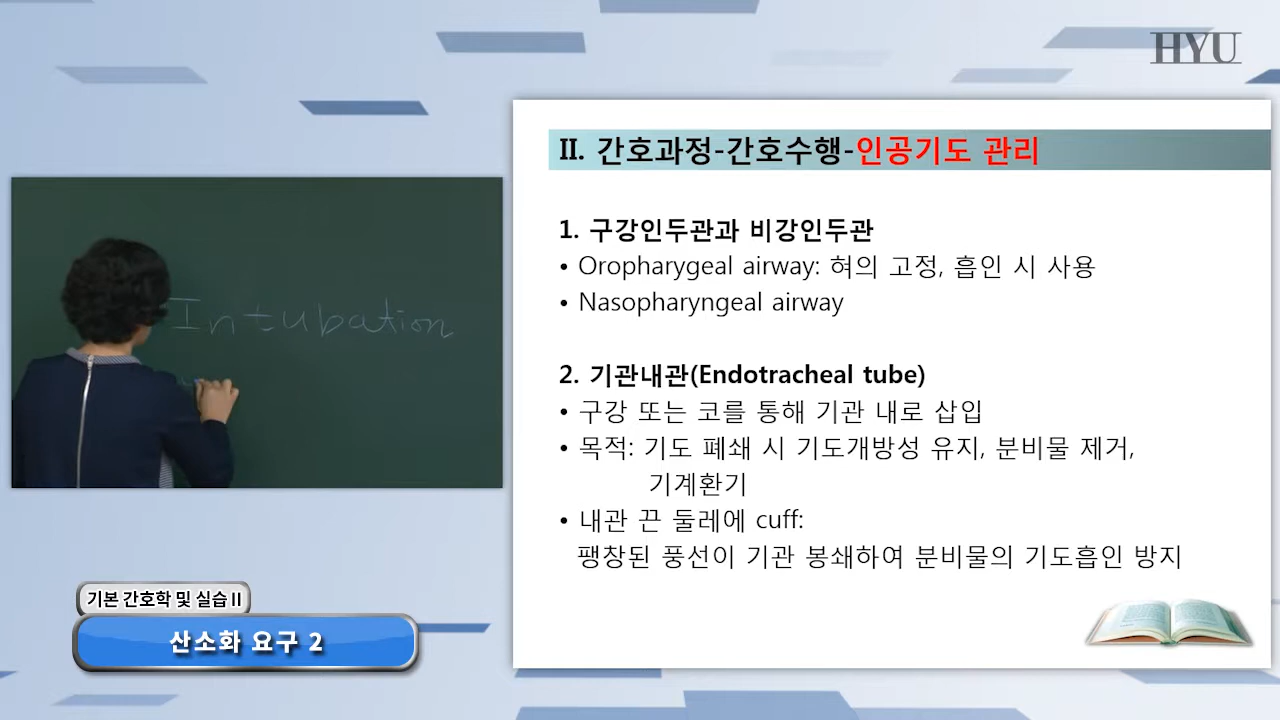 HYU
II. 간호과정-간호수행-인공기도 관리
1. 구강인두관과 비강인두관
• Oropharygeal airway: 혀의 고정, 흡인 시 사용
• Nasopharyngeal airway
2. 기관내관(Endotracheal tube)
• 구강 또는 코를 통해 기관 내로 삽입
• 목적: 기도 폐쇄 시 기도개방성 유지, 분비물 제거,
기계환기
• 내관 끈 둘레에 cuff:
팽창된 풍선이 기관 봉쇄하여 분비물의 기도흡인 방지
Intubation
기본 간호학 및 실습 II
산소화 요구 2